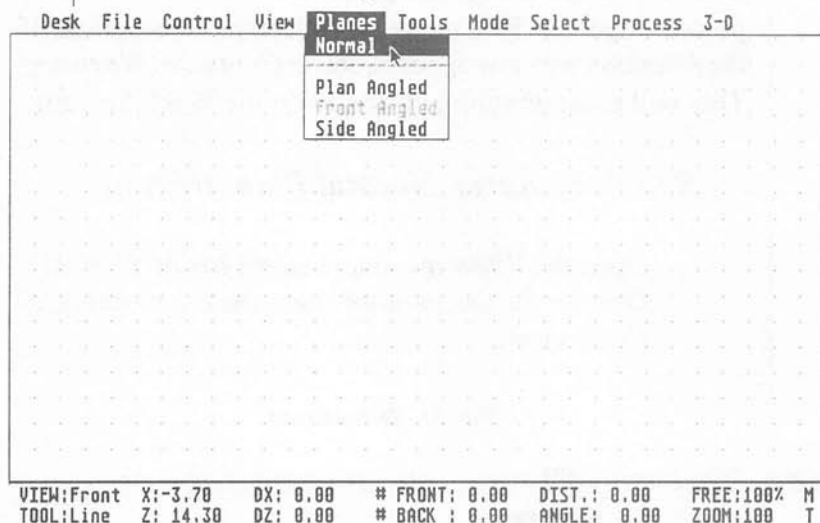 Desk File Control View Planes Tools Mode Select Process 3-D
Normal
Plan Angled
Front Angled
Side Angled
VIEW:Front X:-3.70 DX: 0.00 # FRONT: 0.00 DIST.: 0.00 FREE:100% M
TOOL:Line Z: 14.30 DZ: 0.00 # BACK : 0.00 ANGLE: 0.00 ZOOM:100 T